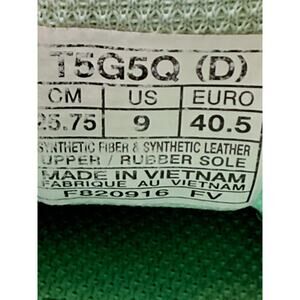 T5G5Q (D)
CM US EURO
25.75 9 40.5
SYNTHETIC FIBER & SYNTHETIC LEATHER
UPPER / RUBBER SOLE
MADE IN VIETNAM
FABRIQUE AU VIETNAM
F820916 FV